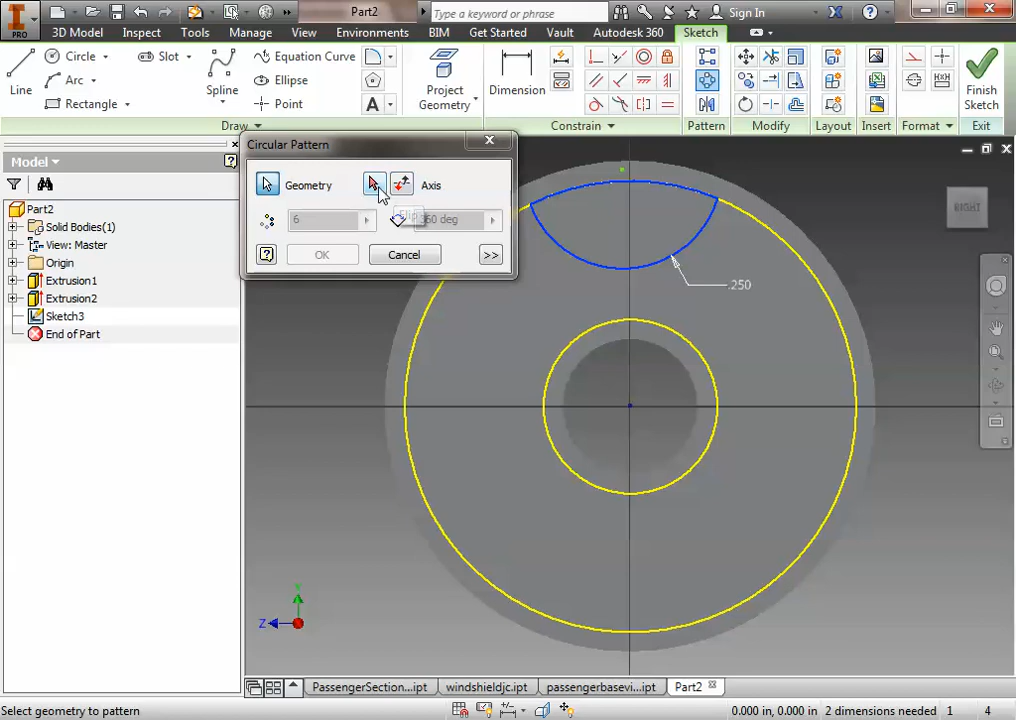 Part2 Type a keyword or phrase Sign In
PRO 3D Model Inspect Tools Manage View Environments BIM Get Started Vault Autodesk 360 Sketch
Line Circle Arc Rectangle Spline Slot Equation Curve Ellipse Point A
Project Geometry Dimension Finish Sketch
Draw Constrain Pattern Modify Layout Insert Format Exit
Model
Part2
Solid Bodies(1)
View: Master
Origin
Extrusion1
Extrusion2
Sketch3
End of Part
Circular Pattern
Geometry Axis
6 360 deg
OK Cancel >>
RIGHT
.250
Z
PassengerSection...ipt windshieldjc.ipt passengerbasevi...ipt Part2
Select geometry to pattern 0.000 in, 0.000 in 2 dimensions needed 1 4